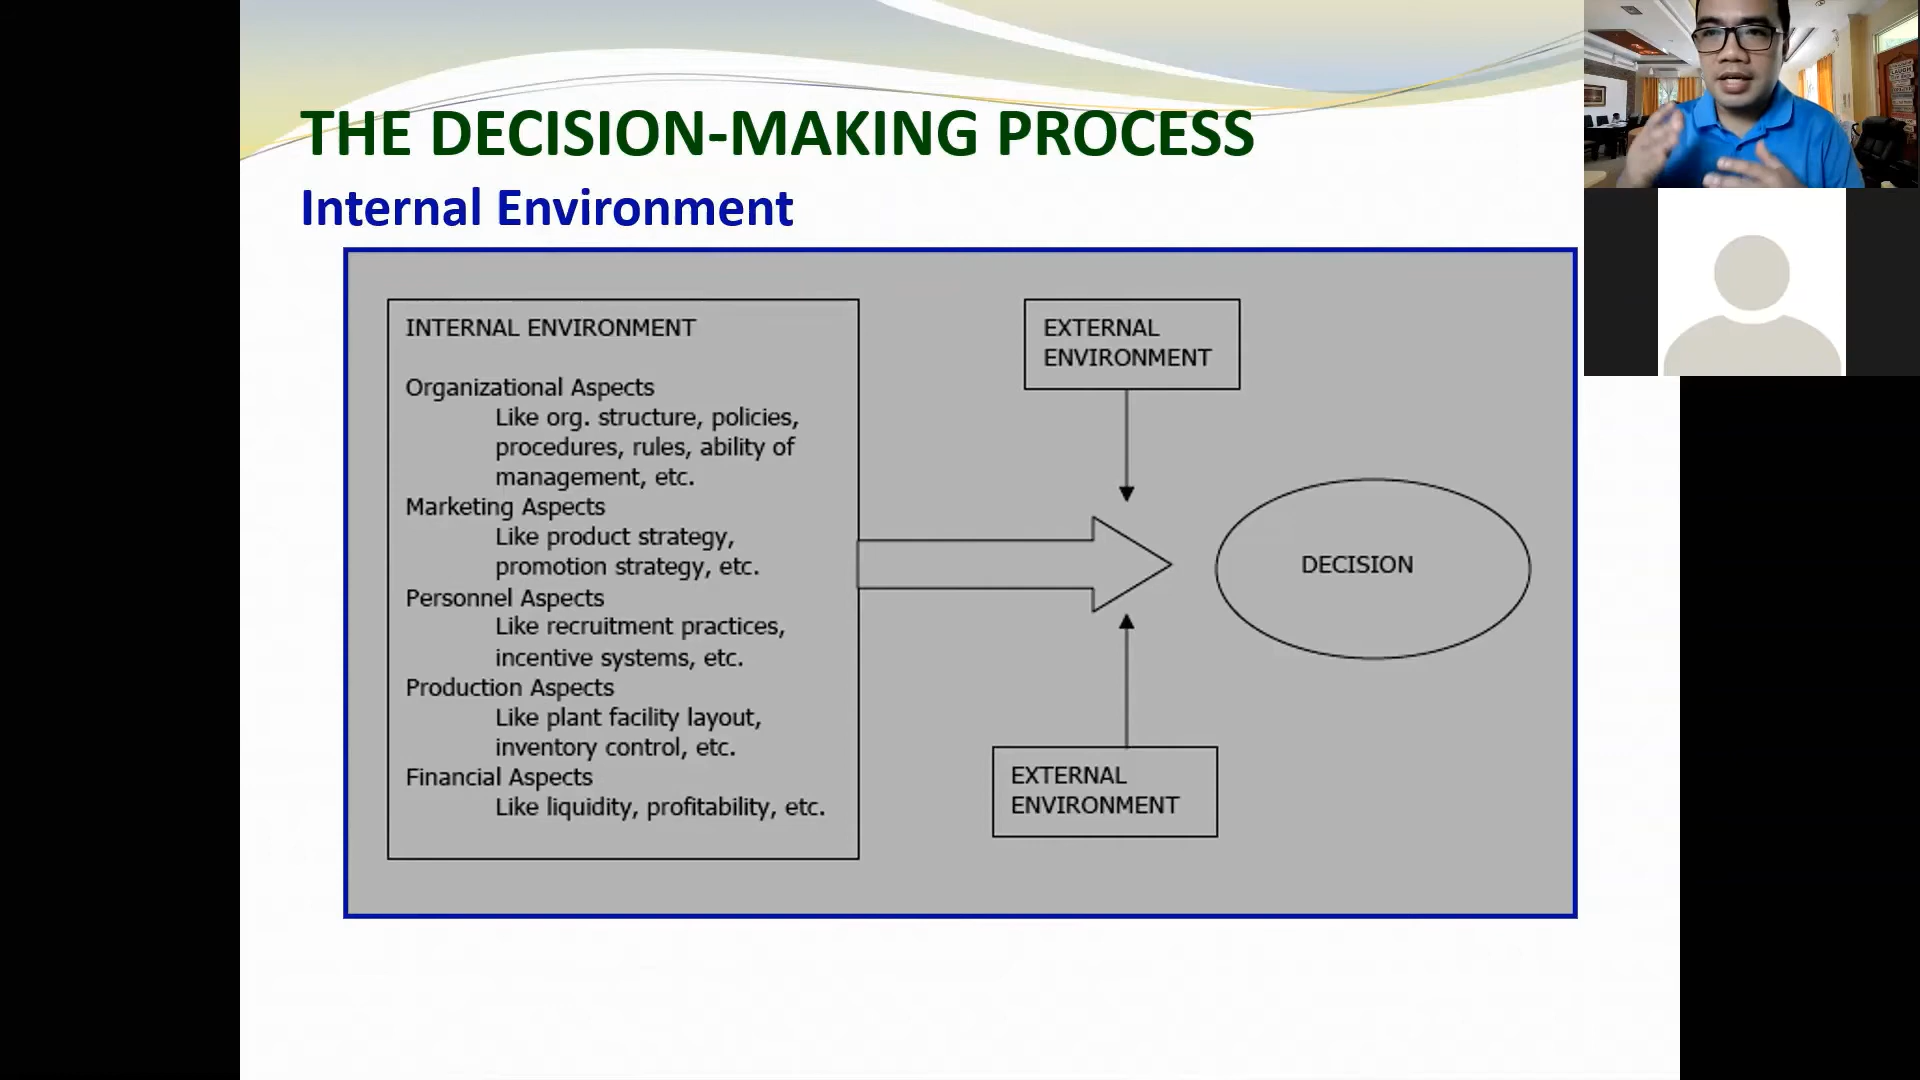 THE DECISION-MAKING PROCESS
Internal Environment
INTERNAL ENVIRONMENT
Organizational Aspects
Like org. structure, policies,
procedures, rules, ability of
management, etc.
Marketing Aspects
Like product strategy,
promotion strategy, etc.
Personnel Aspects
Like recruitment practices,
incentive systems, etc.
Production Aspects
Like plant facility layout,
inventory control, etc.
Financial Aspects
Like liquidity, profitability, etc.
EXTERNAL
ENVIRONMENT
DECISION
EXTERNAL
ENVIRONMENT